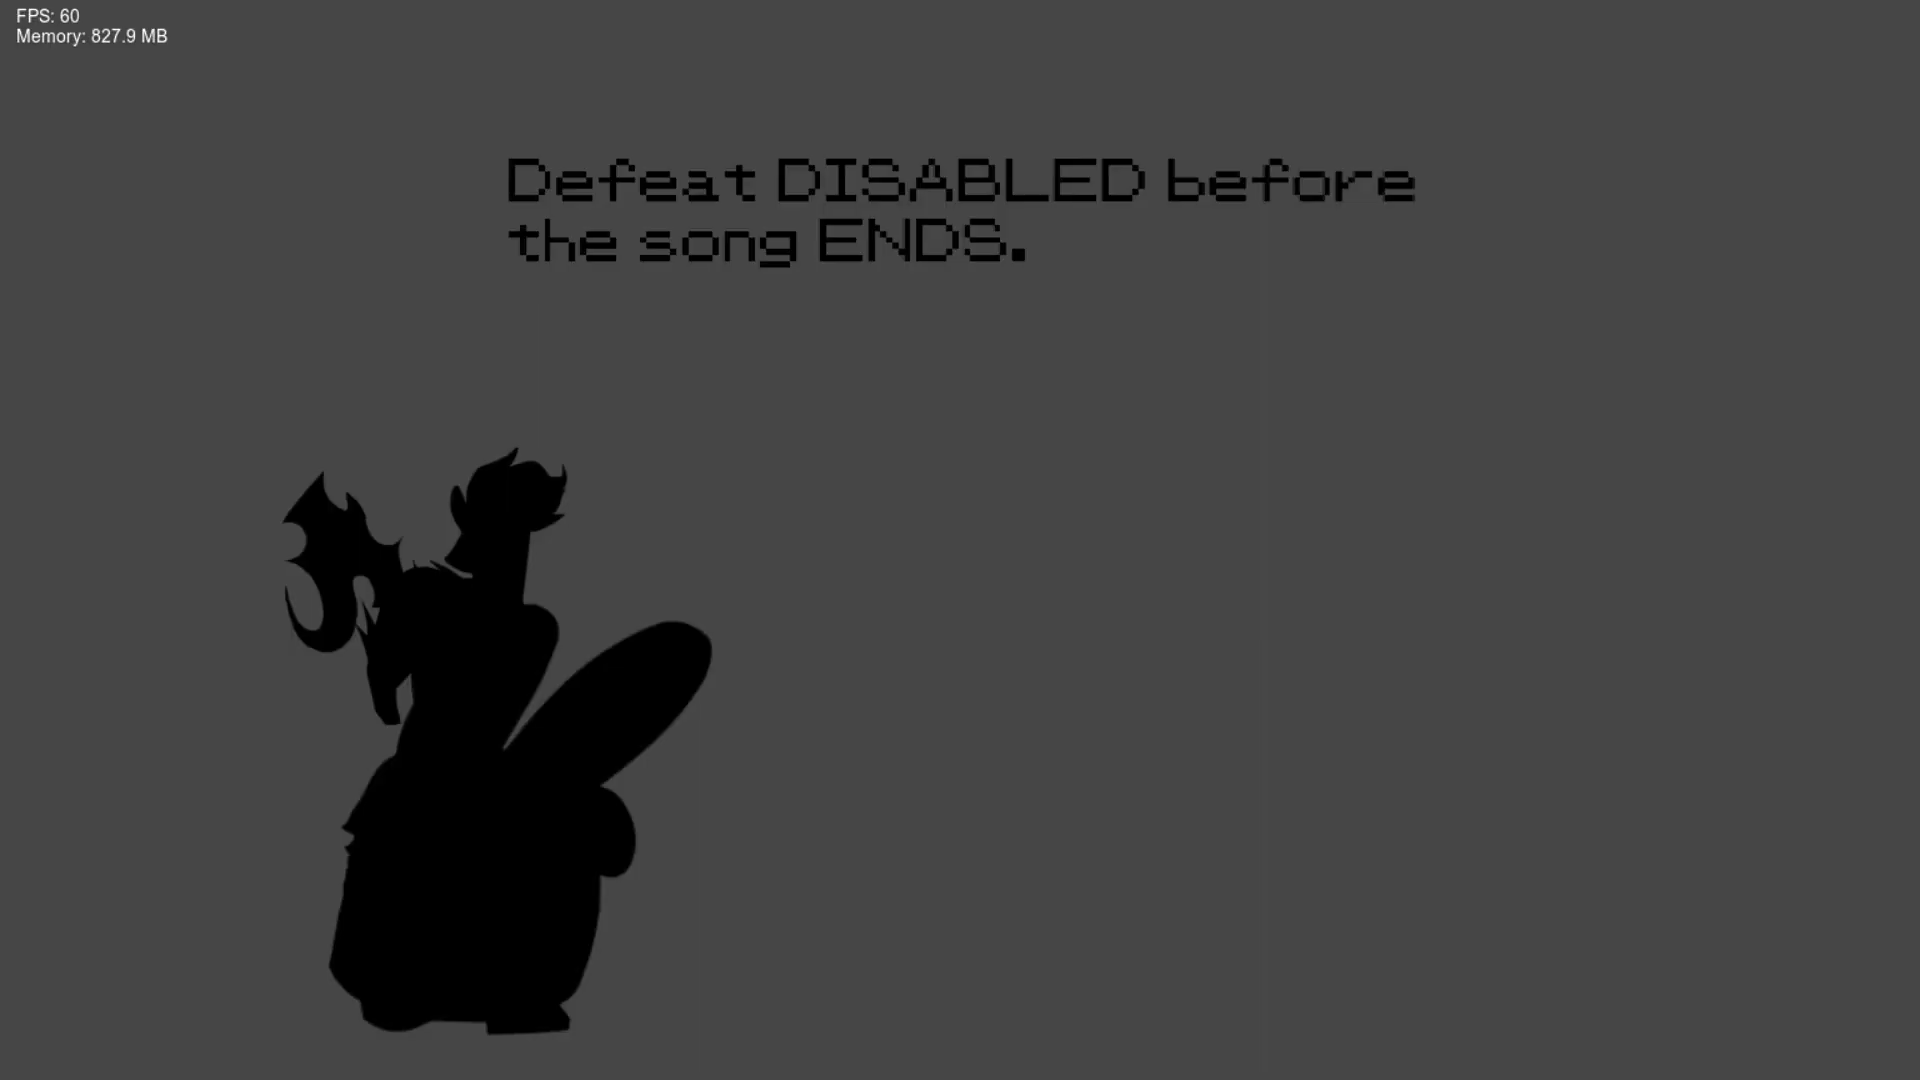 FPS: 60
Memory: 827.9 MB
Defeat DISABLED before
the song ENDS.